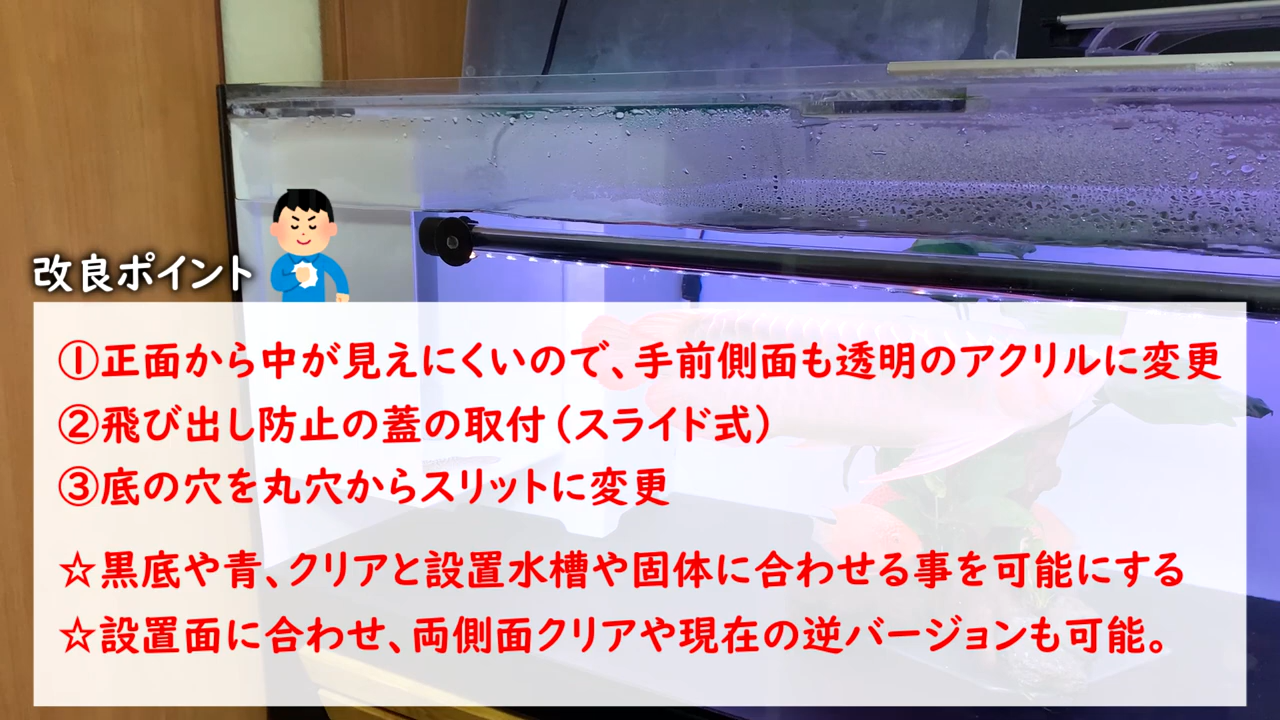 改良ポイント
①正面から中が見えにくいので、手前側面も透明のアクリルに変更
②飛び出し防止の蓋の取付（スライド式）
③底の穴を丸穴からスリットに変更
☆黒底や青、クリアと設置水槽や固体に合わせる事を可能にする
☆設置面に合わせ、両側面クリアや現在の逆バージョンも可能。